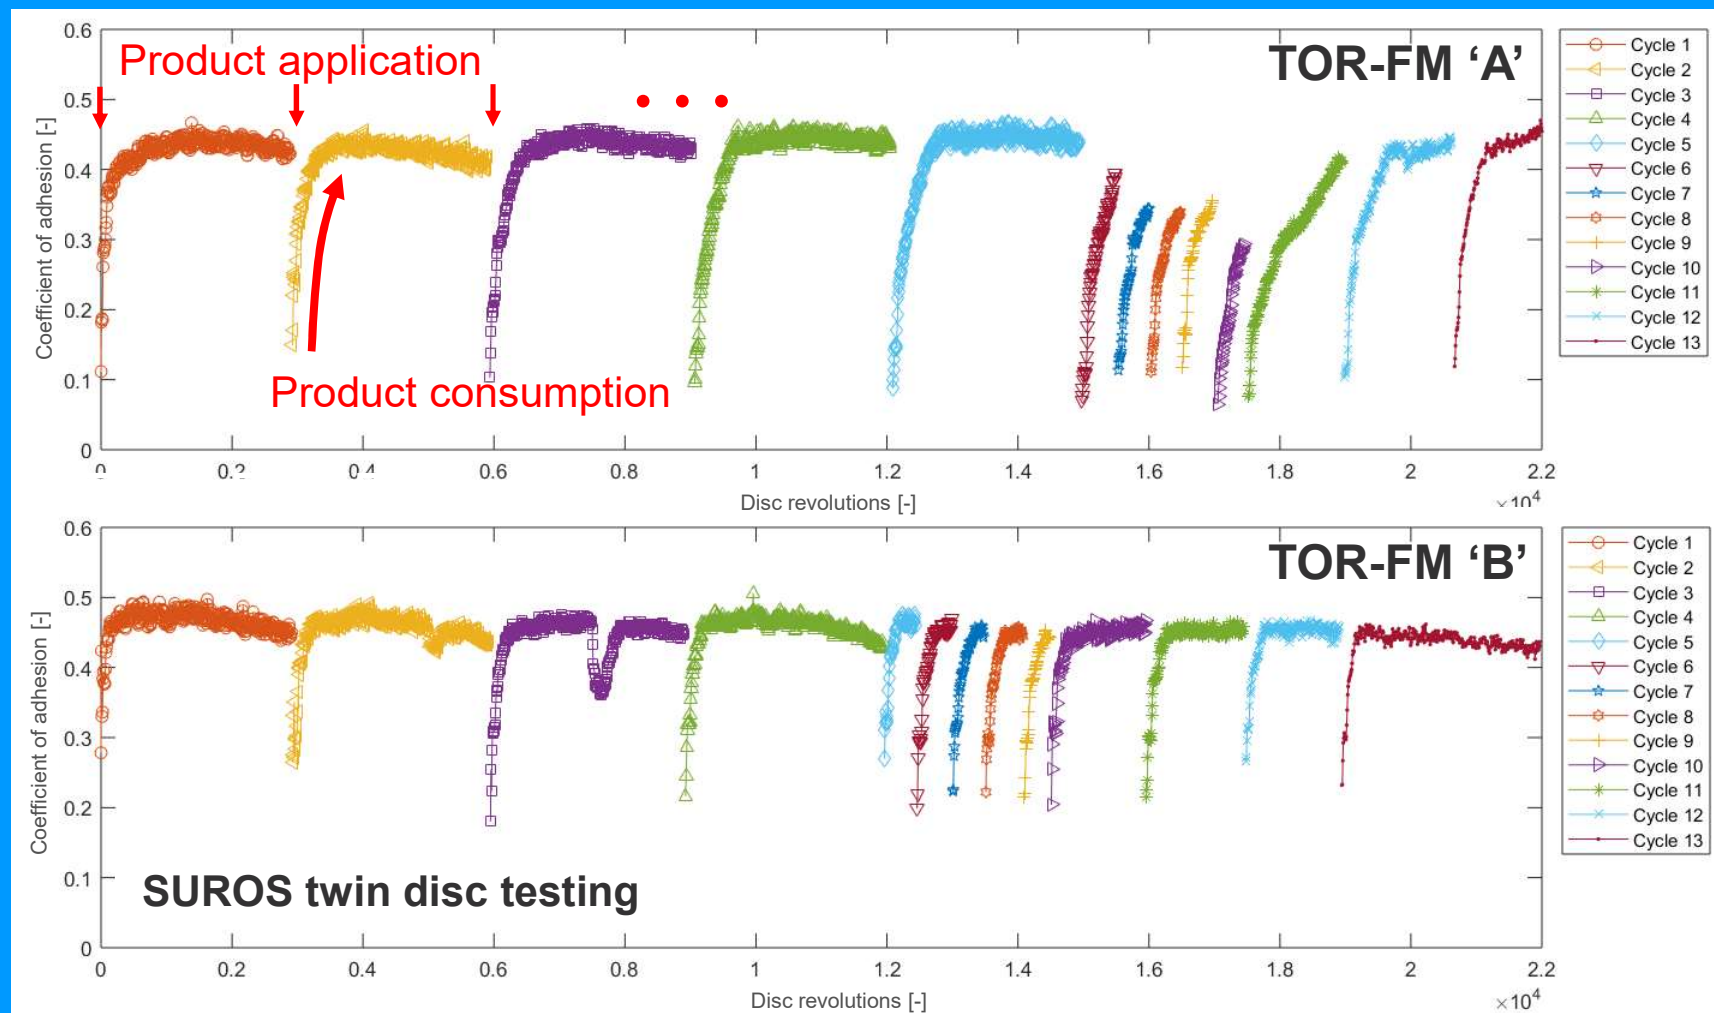 TOR-FM ‘A’
Product application
Product consumption
Coefficient of adhesion [-]
0.6
0.5
0.4
0.3
0.2
0.1
0
0 0.2 0.4 0.6 0.8 1 1.2 1.4 1.6 1.8 2 2.2
Disc revolutions [-]
×10⁴
Cycle 1
Cycle 2
Cycle 3
Cycle 4
Cycle 5
Cycle 6
Cycle 7
Cycle 8
Cycle 9
Cycle 10
Cycle 11
Cycle 12
Cycle 13
TOR-FM ‘B’
SUROS twin disc testing
Coefficient of adhesion [-]
0.6
0.5
0.4
0.3
0.2
0.1
0
0 0.2 0.4 0.6 0.8 1 1.2 1.4 1.6 1.8 2 2.2
Disc revolutions [-]
×10⁴
Cycle 1
Cycle 2
Cycle 3
Cycle 4
Cycle 5
Cycle 6
Cycle 7
Cycle 8
Cycle 9
Cycle 10
Cycle 11
Cycle 12
Cycle 13